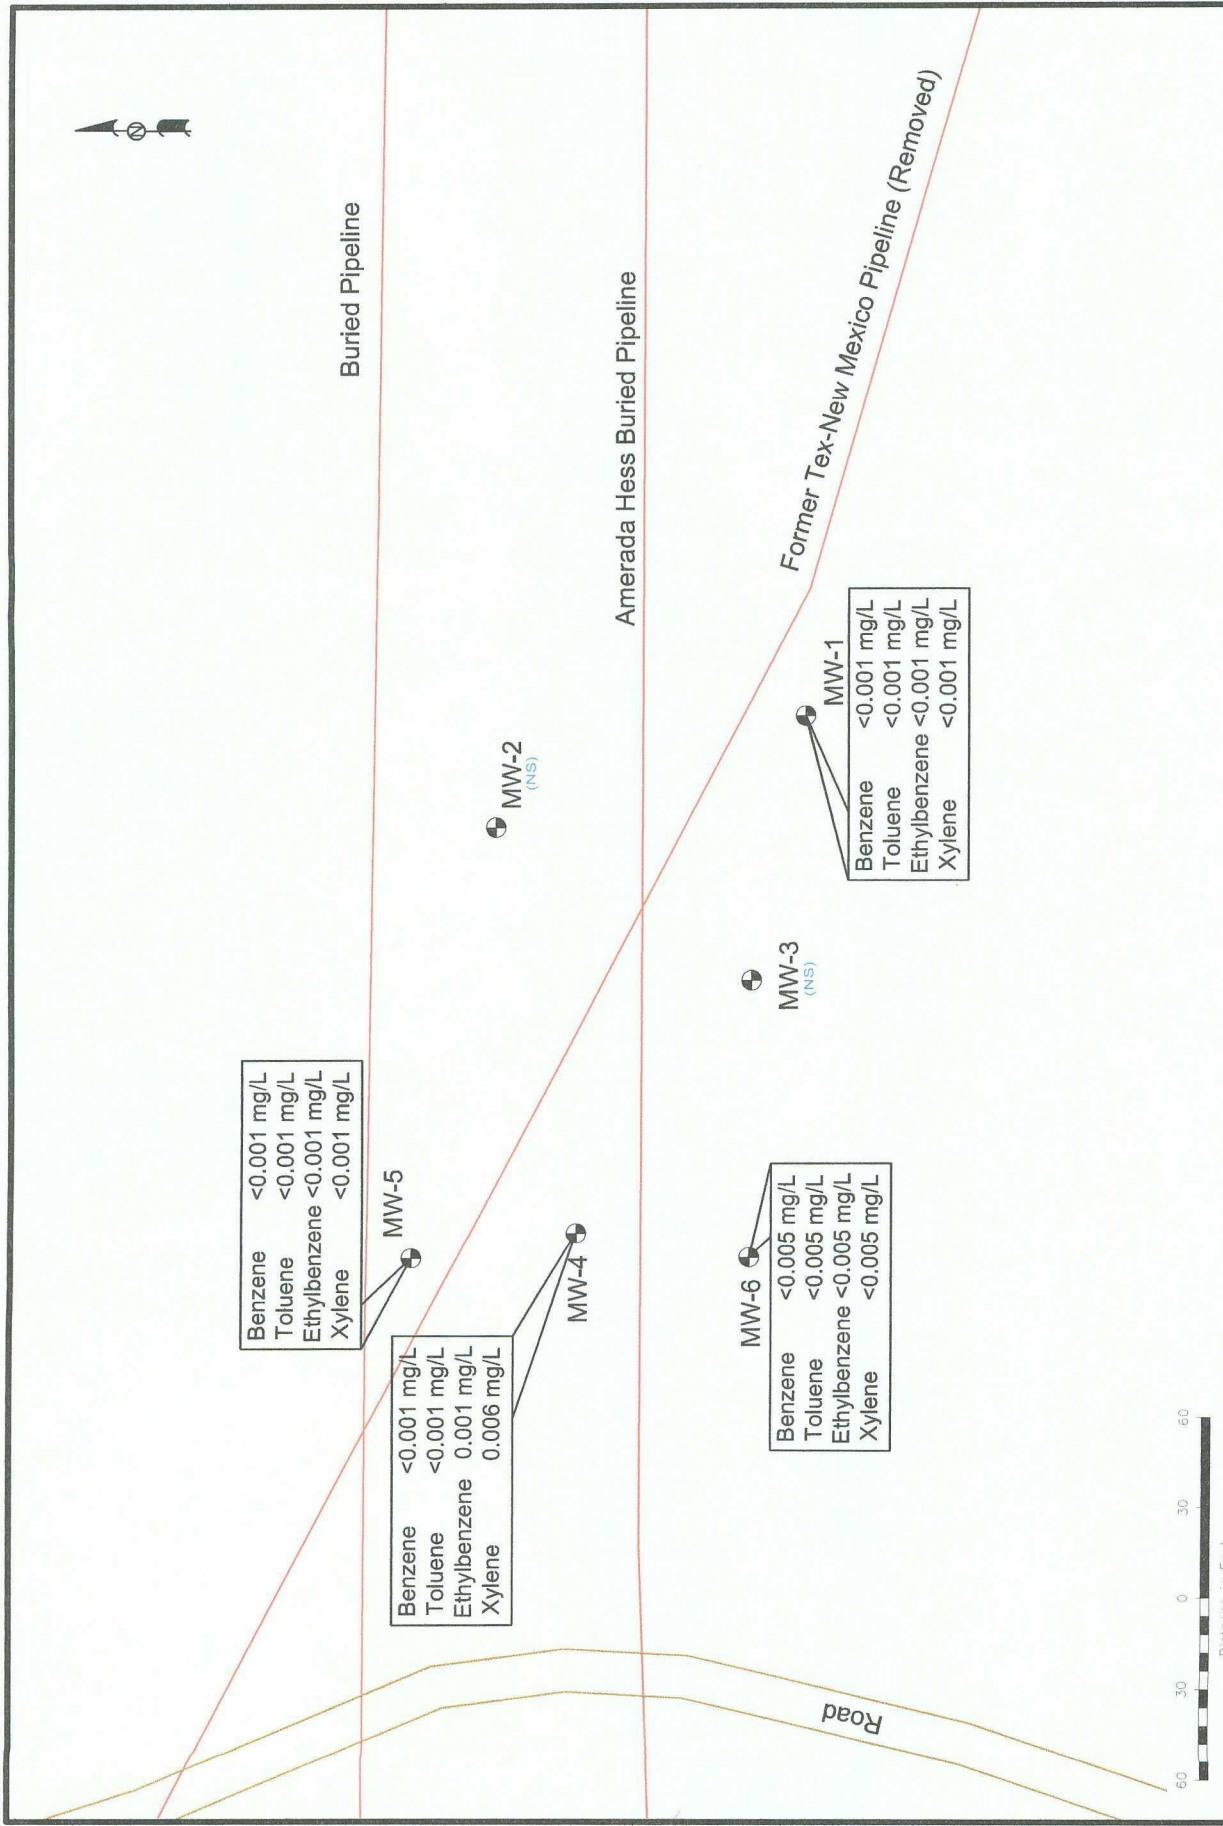 N
Buried Pipeline
Benzene <0.001 mg/L
Toluene <0.001 mg/L
Ethylbenzene <0.001 mg/L
Xylene <0.001 mg/L
MW-5
MW-2
(NS)
Benzene <0.001 mg/L
Toluene <0.001 mg/L
Ethylbenzene 0.001 mg/L
Xylene 0.006 mg/L
MW-4
Amerada Hess Buried Pipeline
MW-6
Benzene <0.005 mg/L
Toluene <0.005 mg/L
Ethylbenzene <0.005 mg/L
Xylene <0.005 mg/L
MW-3
(NS)
Former Tex-New Mexico Pipeline (Removed)
MW-1
Benzene <0.001 mg/L
Toluene <0.001 mg/L
Ethylbenzene <0.001 mg/L
Xylene <0.001 mg/L
Road
60 30 0 30 60